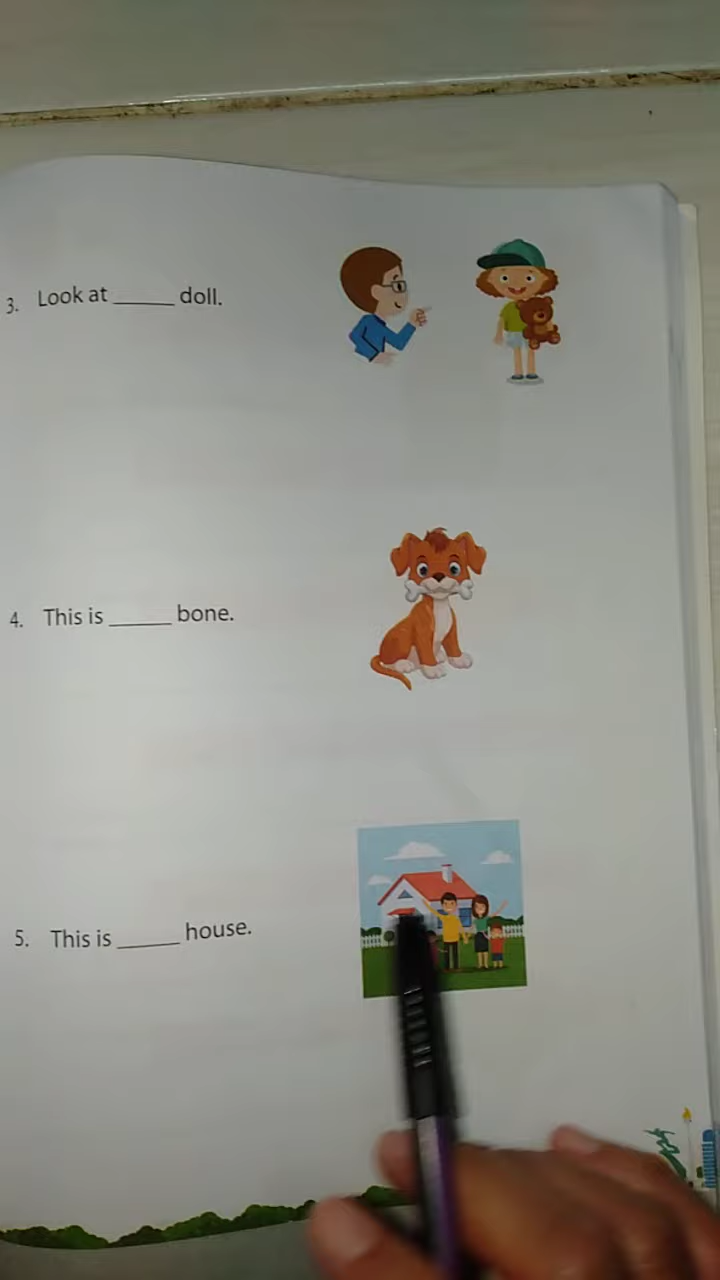 3. Look at ______ doll.
4. This is ______ bone.
5. This is ______ house.